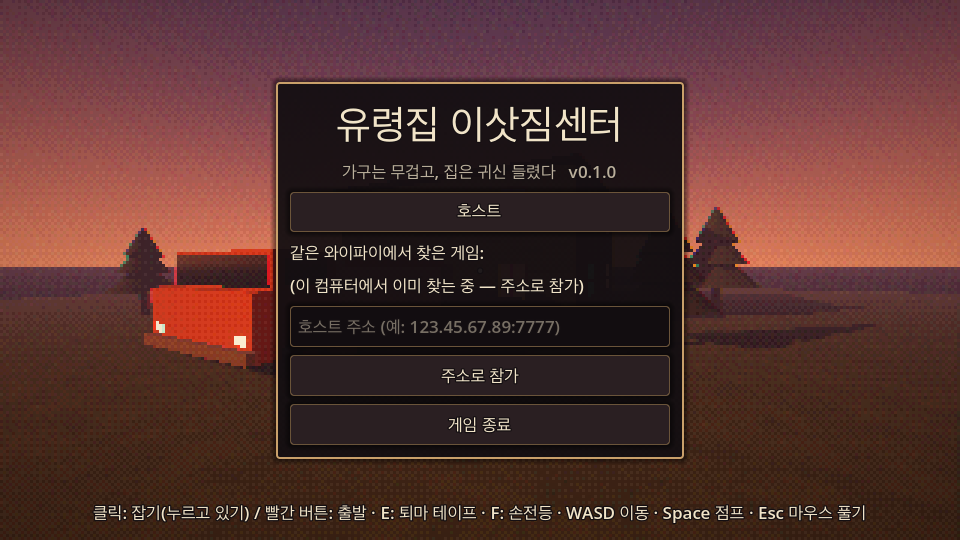 유령집 이삿짐센터
가구는 무겁고, 집은 귀신 들렸다 v0.1.0
호스트
같은 와이파이에서 찾은 게임:
(이 컴퓨터에서 이미 찾는 중 — 주소로 참가)
호스트 주소 (예: 123.45.67.89:7777)
주소로 참가
게임 종료
클릭: 잡기(누르고 있기) / 빨간 버튼: 출발 · E: 퇴마 테이프 · F: 손전등 · WASD 이동 · Space 점프 · Esc 마우스 풀기